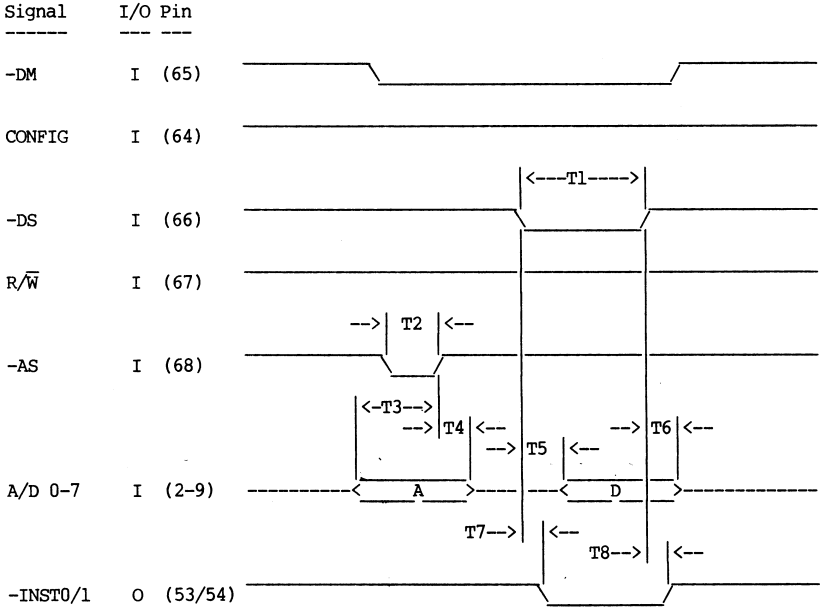 Signal I/O Pin
------ --- ---
-DM I (65)
CONFIG I (64)
<---T1---->
-DS I (66)
R/W̅ I (67)
-->| T2 |<--
-AS I (68)
|<-T3-->|
-->|T4|<--
-->|T5 |<--
-->|T6|<--
A/D 0-7 I (2-9) ----------< A >--------< D >------------
T7-->| |<--
T8-->| |<--
-INST0/1 O (53/54)